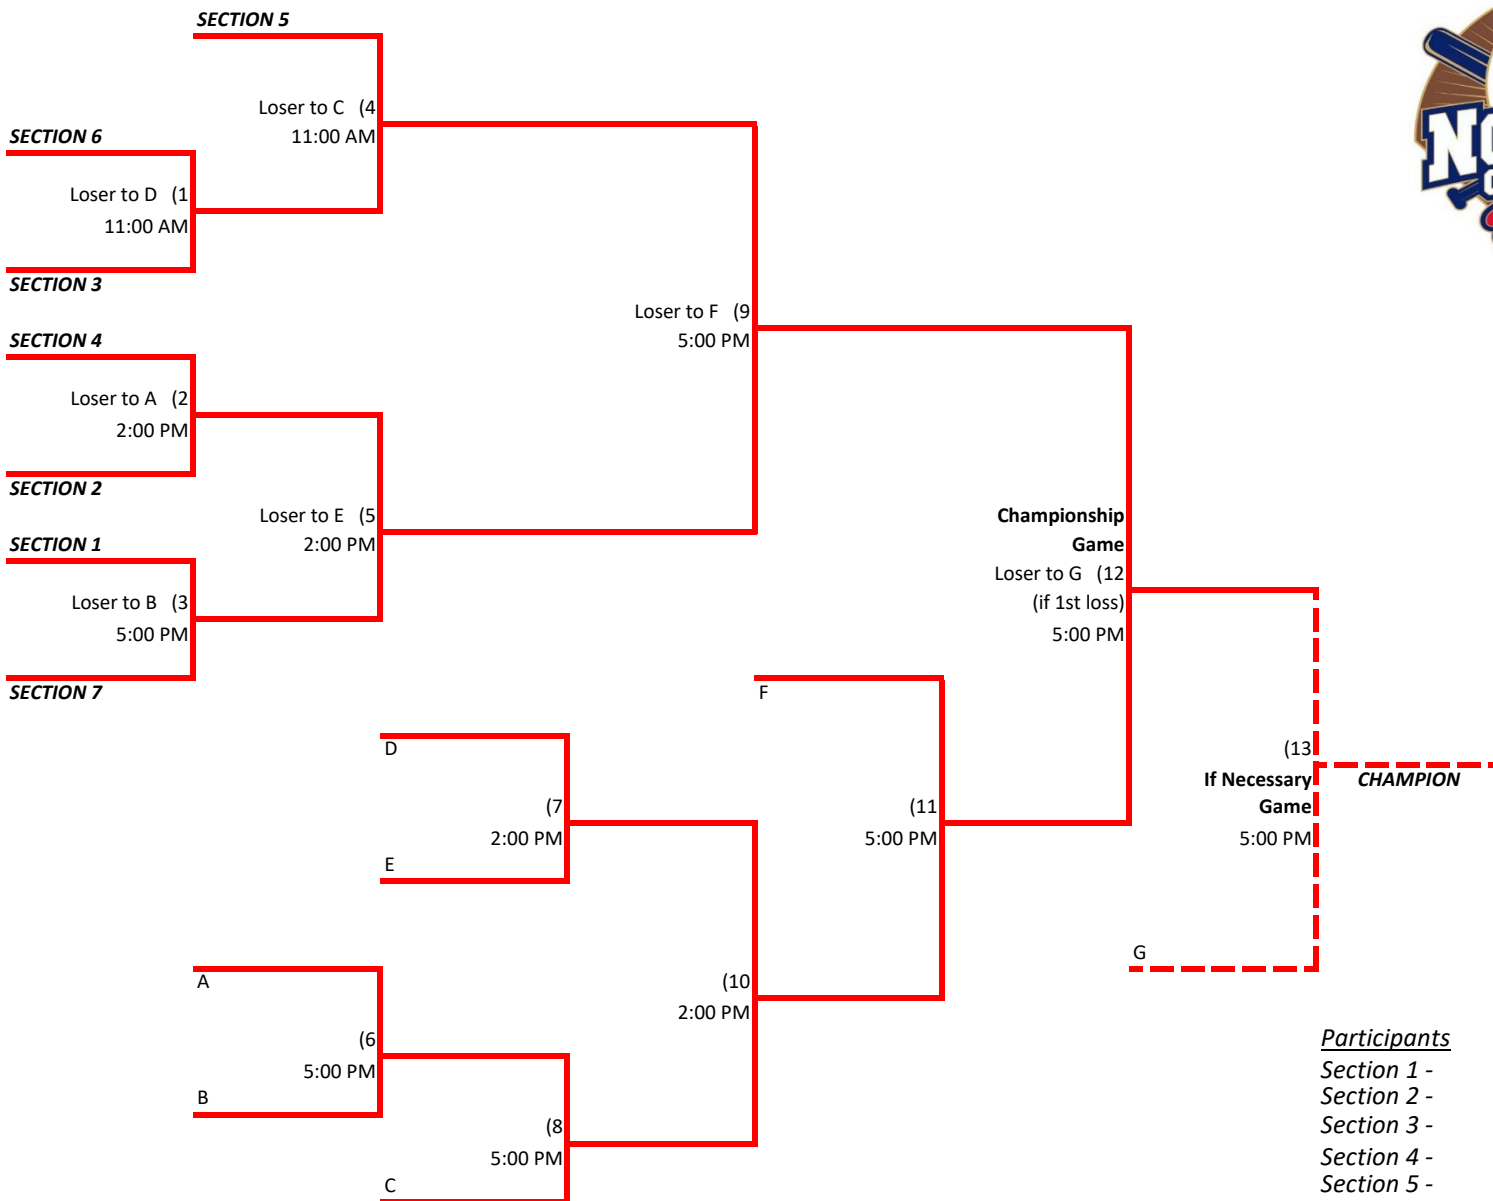 SECTION 5
Loser to C (4
11:00 AM
SECTION 6
Loser to D (1
11:00 AM
SECTION 3
Loser to F (9
5:00 PM
SECTION 4
Loser to A (2
2:00 PM
SECTION 2
Loser to E (5
2:00 PM
SECTION 1
Loser to B (3
5:00 PM
SECTION 7
Championship
Game
Loser to G (12
(if 1st loss)
5:00 PM
F
D
(7
2:00 PM
E
(11
5:00 PM
(13
If Necessary
Game
5:00 PM
CHAMPION
A
(6
5:00 PM
B
(10
2:00 PM
G
(8
5:00 PM
C
Participants
Section 1 -
Section 2 -
Section 3 -
Section 4 -
Section 5 -